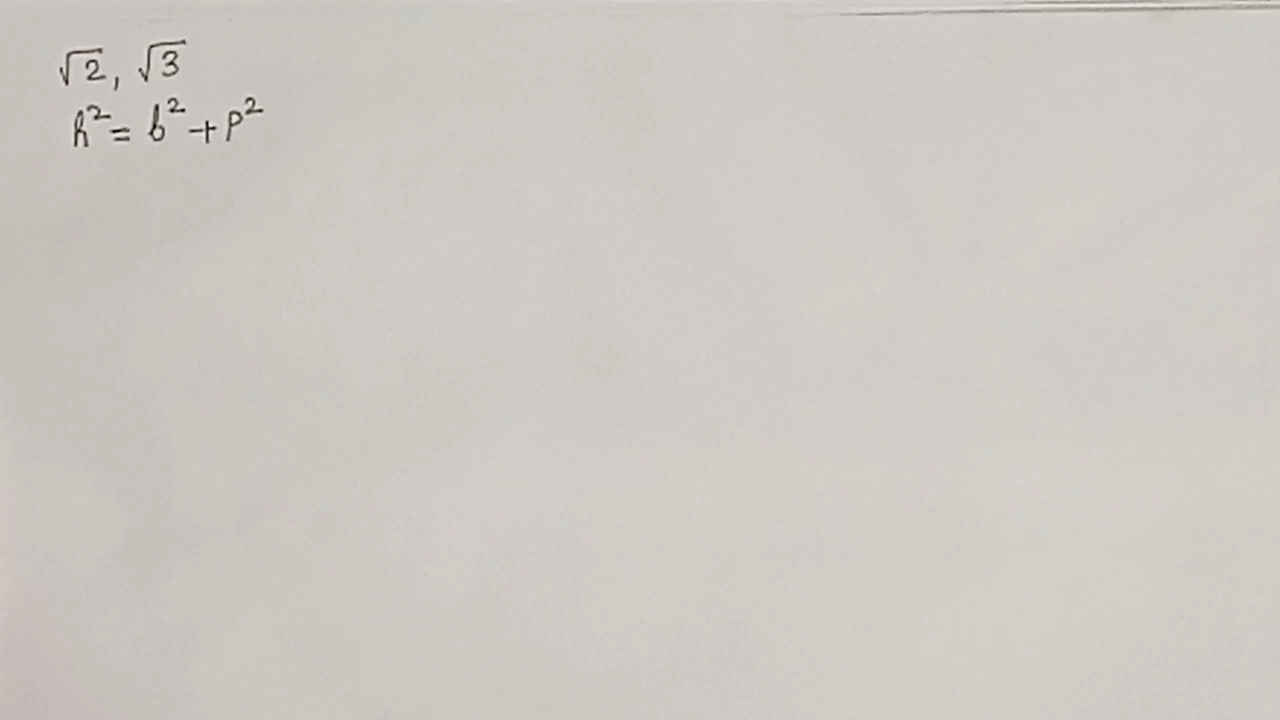 √2, √3
h² = b² + p²